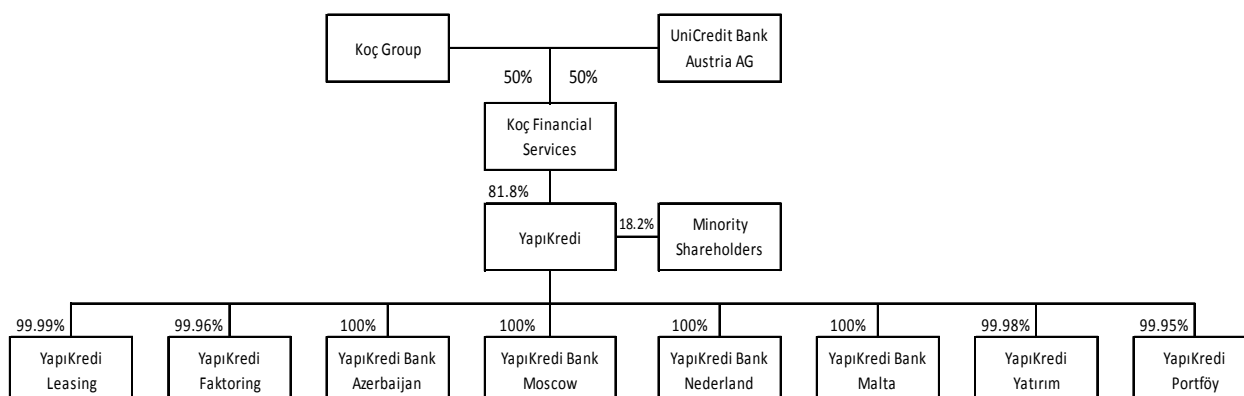 Koç Group
UniCredit Bank
Austria AG
50%
50%
Koç Financial
Services
81.8%
YapıKredi
18.2%
Minority
Shareholders
99.99%
99.96%
100%
100%
100%
100%
99.98%
99.95%
YapıKredi
Leasing
YapıKredi
Faktoring
YapıKredi Bank
Azerbaijan
YapıKredi Bank
Moscow
YapıKredi Bank
Nederland
YapıKredi Bank
Malta
YapıKredi
Yatırım
YapıKredi
Portföy